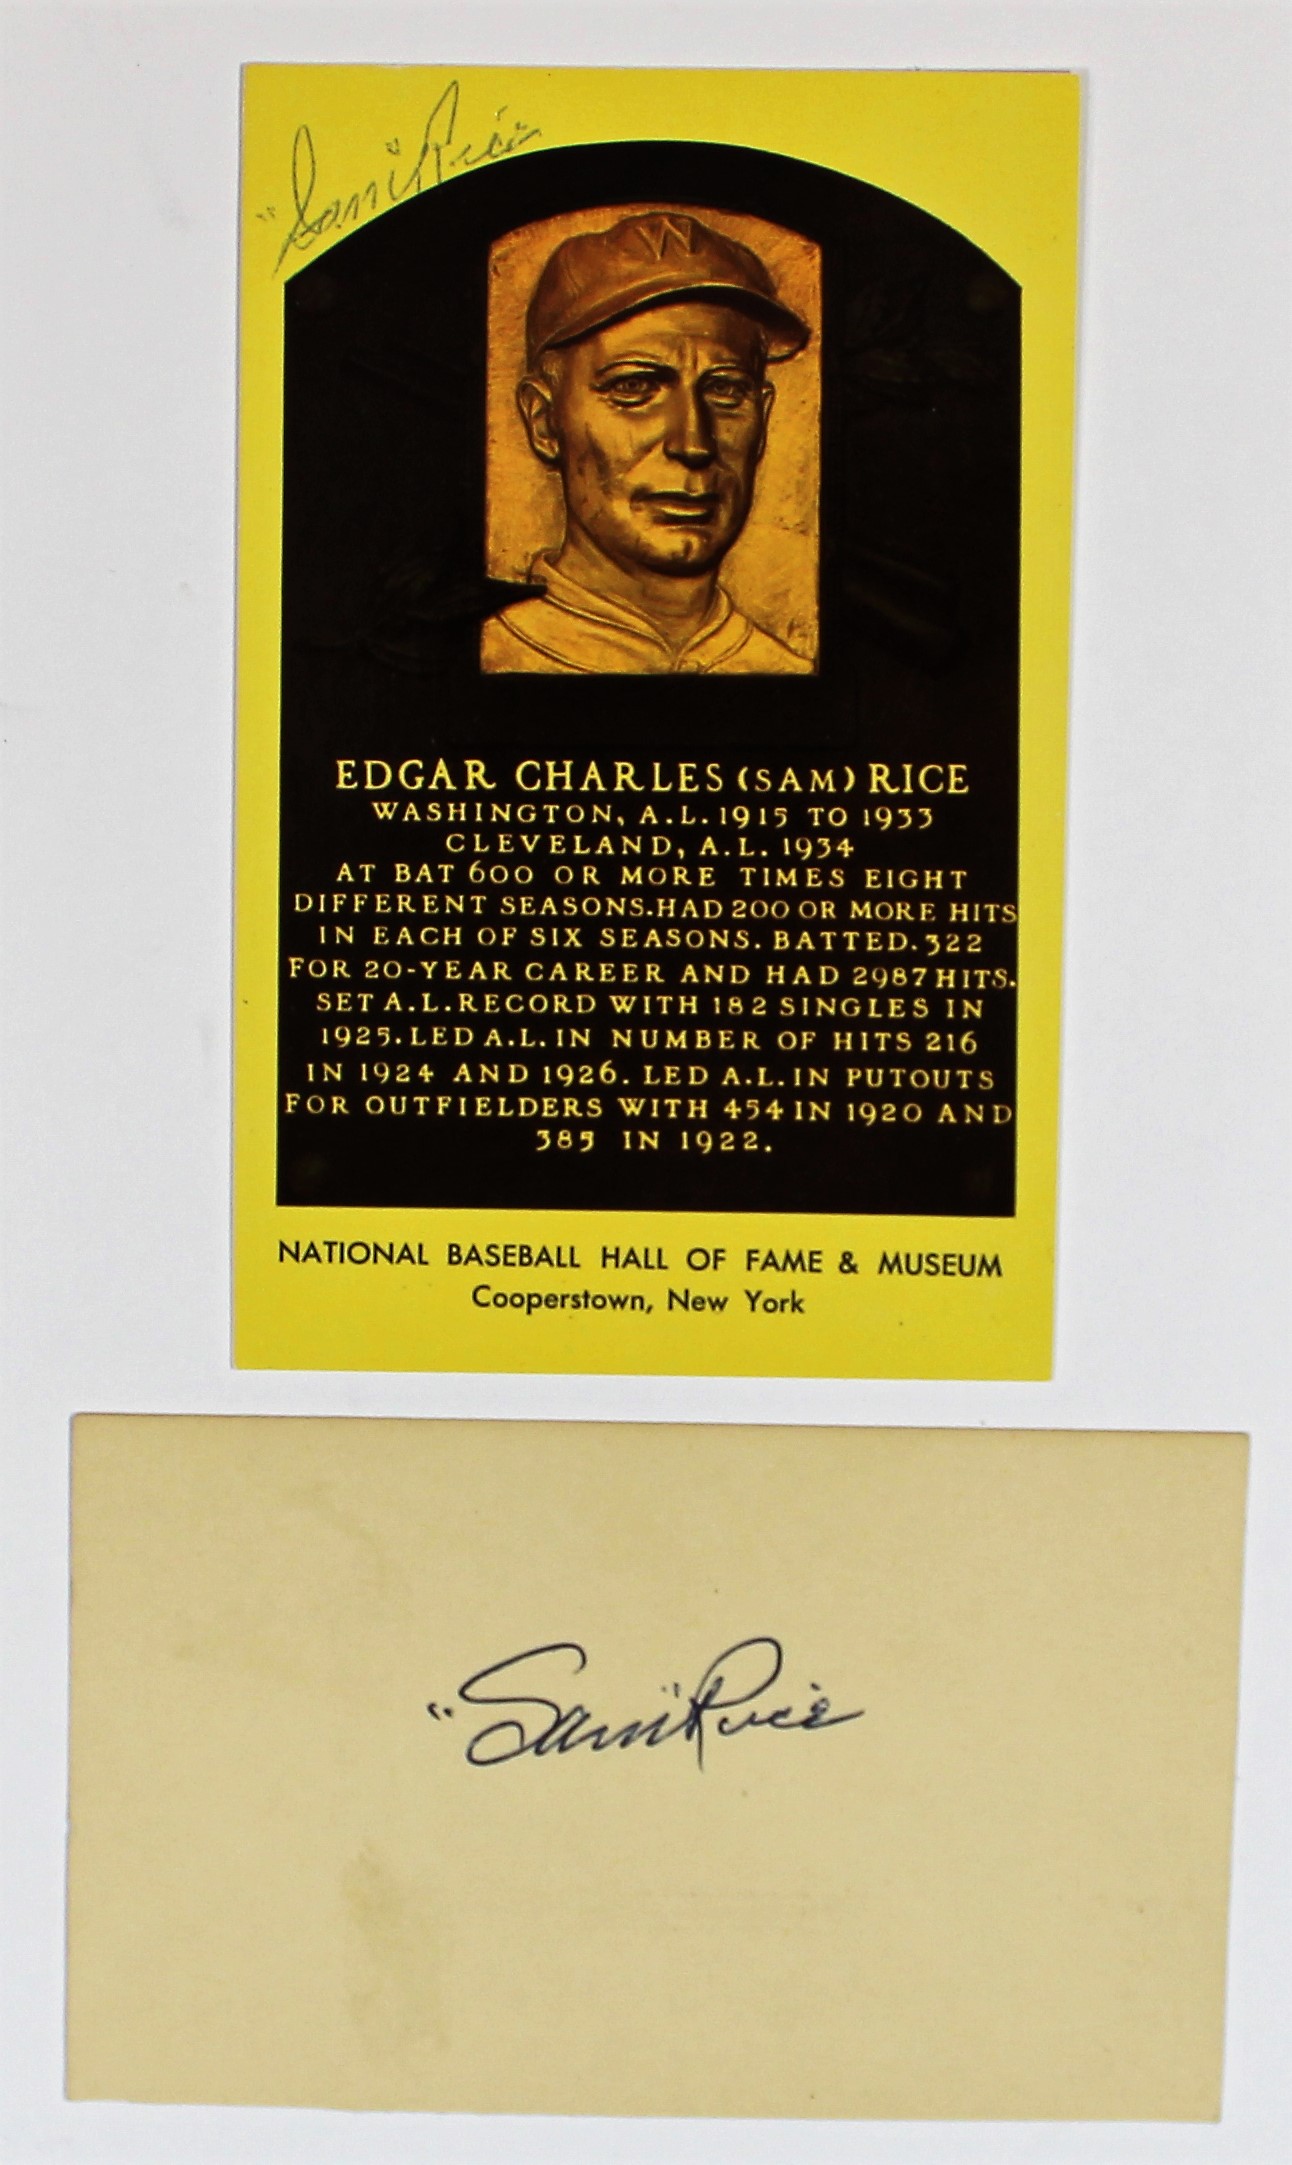 "Sam" Rice
W
EDGAR CHARLES (SAM) RICE
WASHINGTON, A.L. 1915 TO 1933
CLEVELAND, A.L. 1934
AT BAT 600 OR MORE TIMES EIGHT
DIFFERENT SEASONS. HAD 200 OR MORE HITS
IN EACH OF SIX SEASONS. BATTED .322
FOR 20-YEAR CAREER AND HAD 2987 HITS.
SET A.L. RECORD WITH 182 SINGLES IN
1925. LED A.L. IN NUMBER OF HITS 216
IN 1924 AND 1926. LED A.L. IN PUTOUTS
FOR OUTFIELDERS WITH 454 IN 1920 AND
385 IN 1922.
NATIONAL BASEBALL HALL OF FAME & MUSEUM
Cooperstown, New York
"Sam" Rice